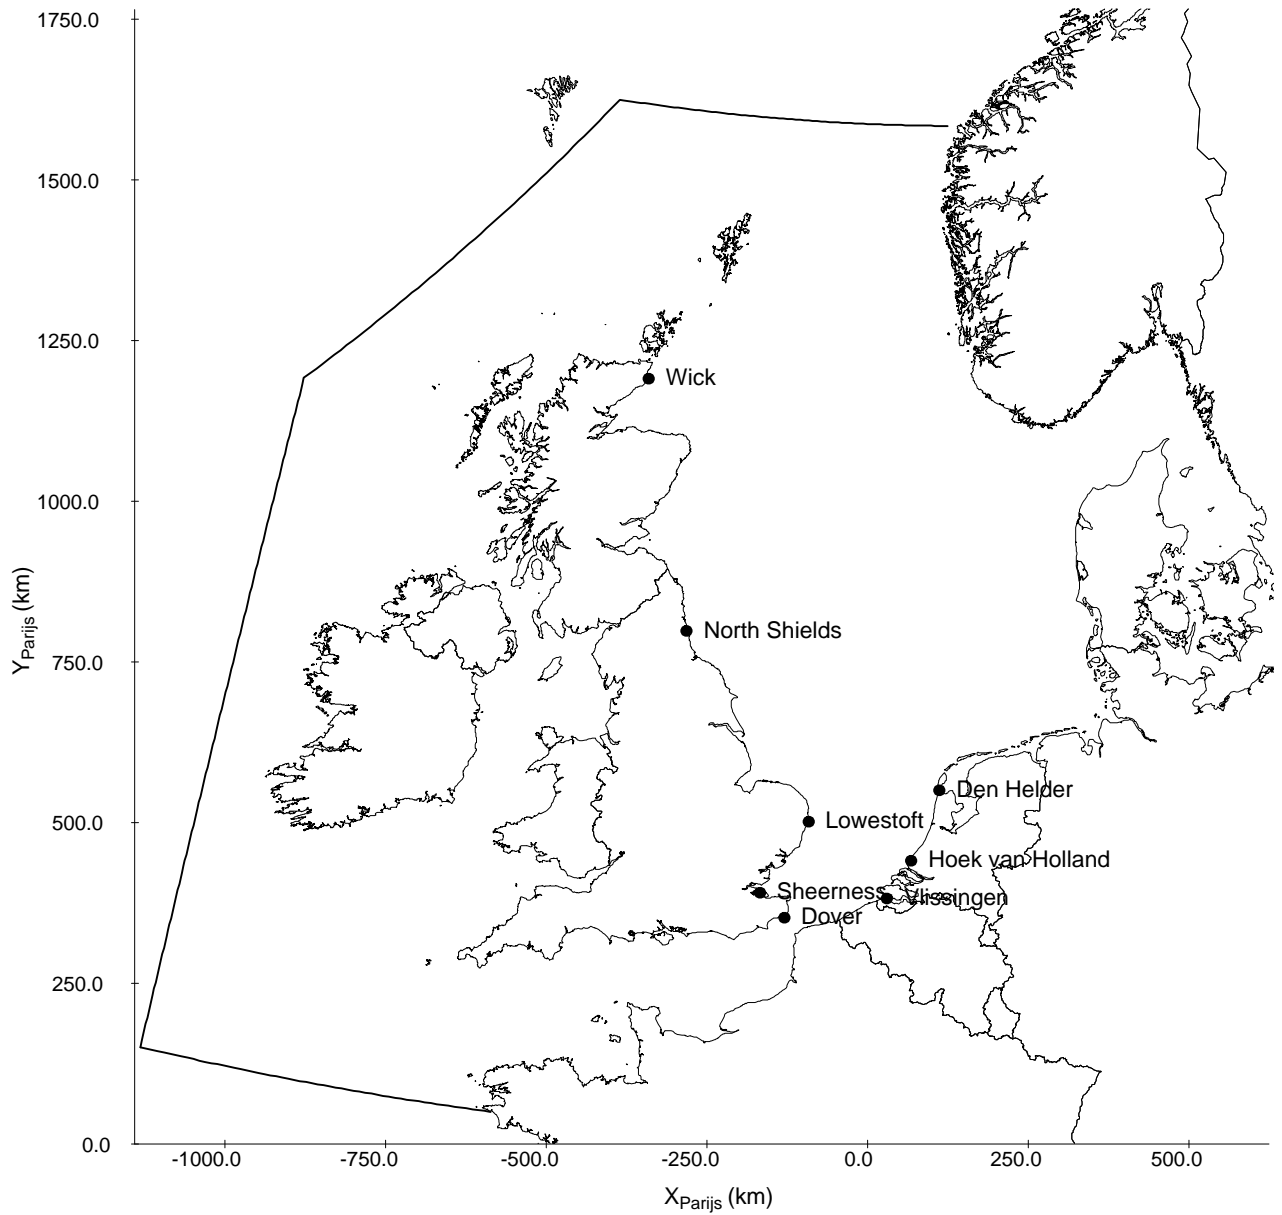 1750.0
1500.0
1250.0
Wick
1000.0
North Shields
750.0
Y Parijs (km)
Den Helder
500.0
Lowestoft
Hoek van Holland
Sheerness
Vlissingen
Dover
250.0
0.0
-1000.0 -750.0 -500.0 -250.0 0.0 250.0 500.0
X Parijs (km)